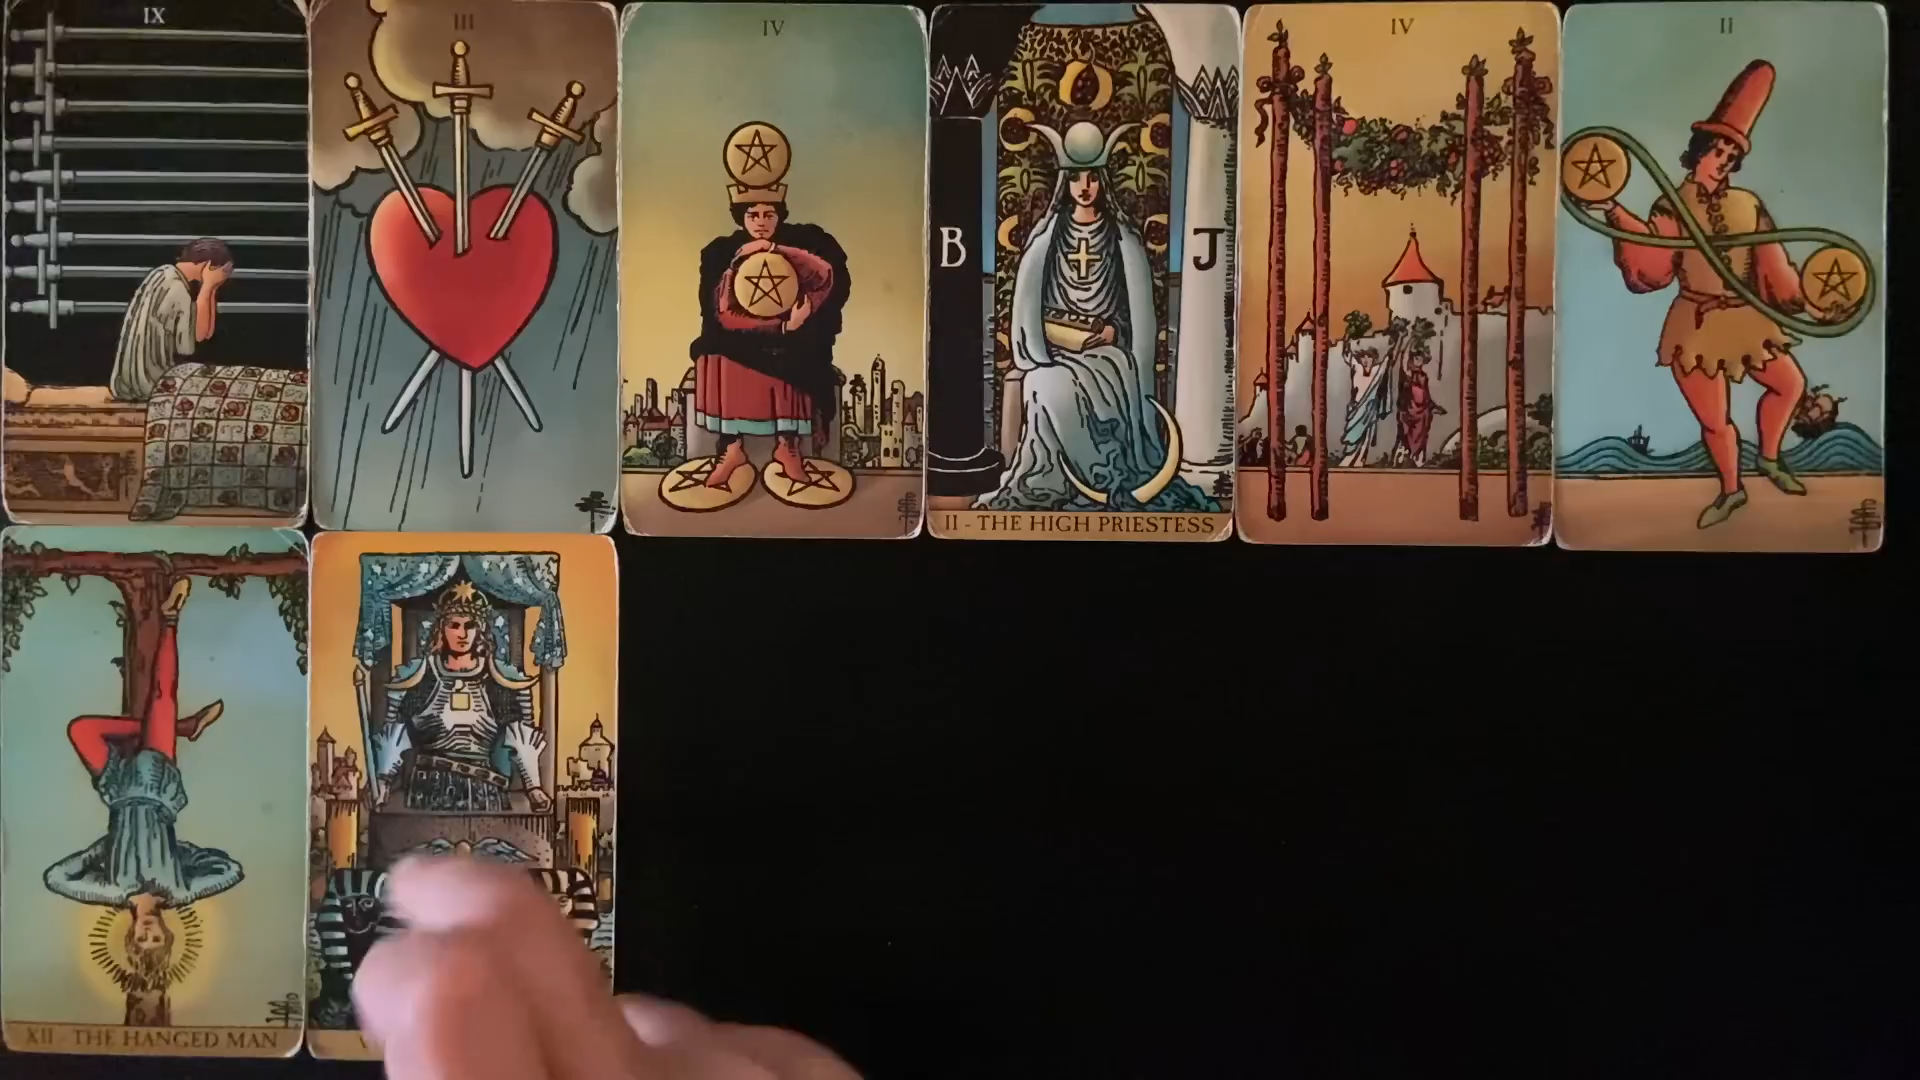 IX
III
IV
IV
II
B
J
II - THE HIGH PRIESTESS
XII - THE HANGED MAN